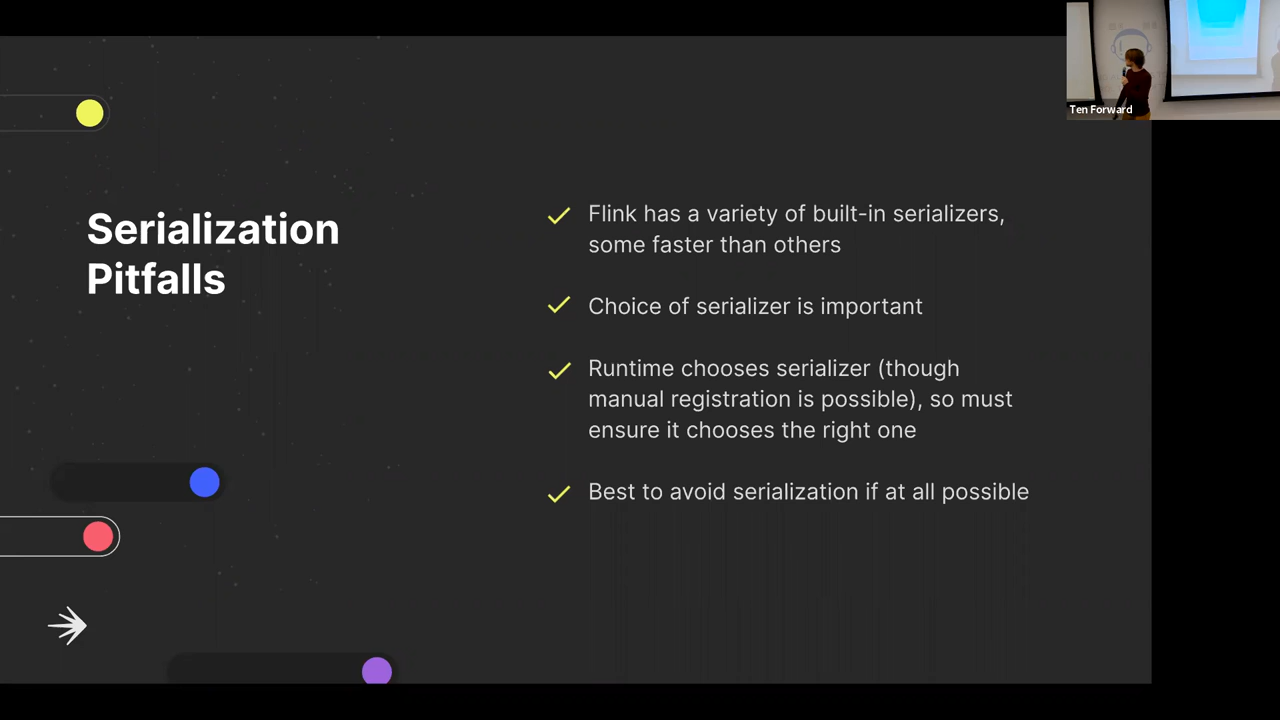 Ten Forward
Serialization
Pitfalls
Flink has a variety of built-in serializers,
some faster than others
Choice of serializer is important
Runtime chooses serializer (though
manual registration is possible), so must
ensure it chooses the right one
Best to avoid serialization if at all possible